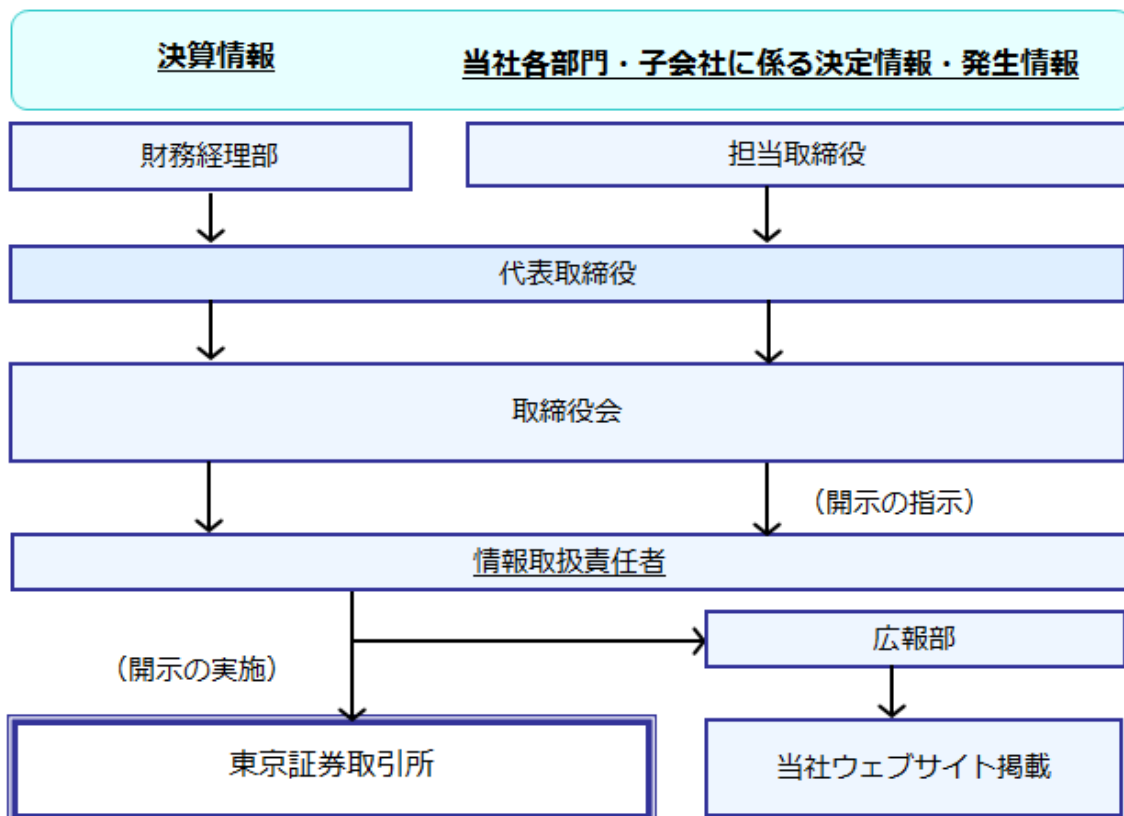 決算情報
当社各部門・子会社に係る決定情報・発生情報
財務経理部
担当取締役
代表取締役
取締役会
（開示の指示）
情報取扱責任者
広報部
（開示の実施）
東京証券取引所
当社ウェブサイト掲載